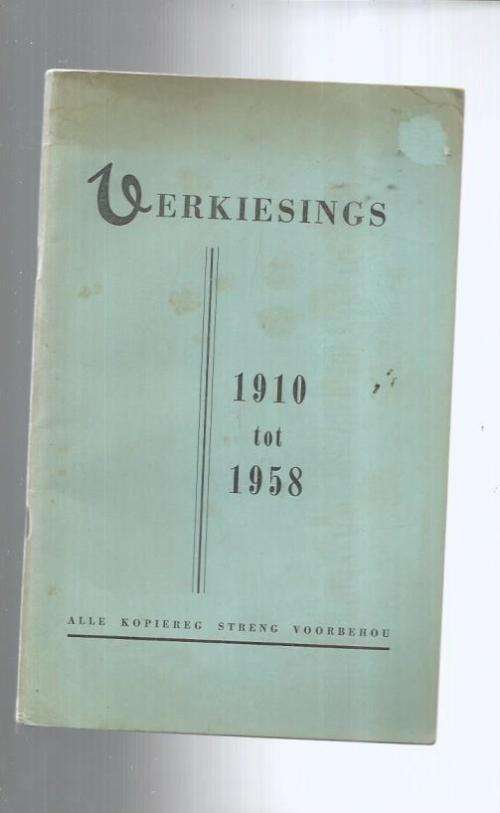 VERKIESINGS
1910
tot
1958
ALLE KOPIEREG STRENG VOORBEHOU